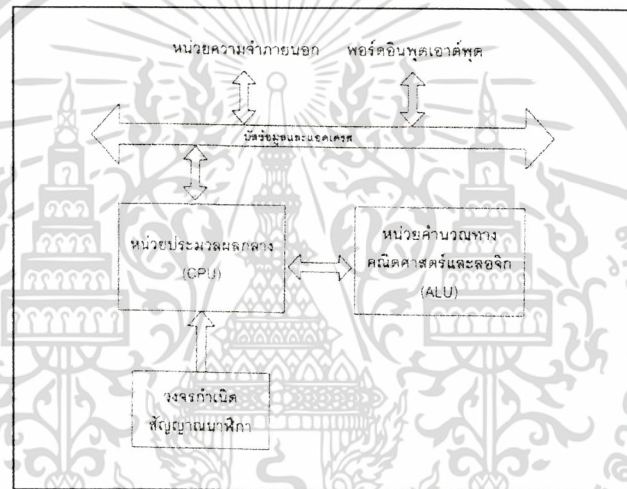 หน่วยความจำภายนอก พอร์ตอินพุตเอาต์พุต
บัสข้อมูลและแอดเดรส
หน่วยประมวลผลกลาง
(CPU)
หน่วยคำนวณทาง
คณิตศาสตร์และลอจิก
(ALU)
วงจรกำเนิด
สัญญาณนาฬิกา